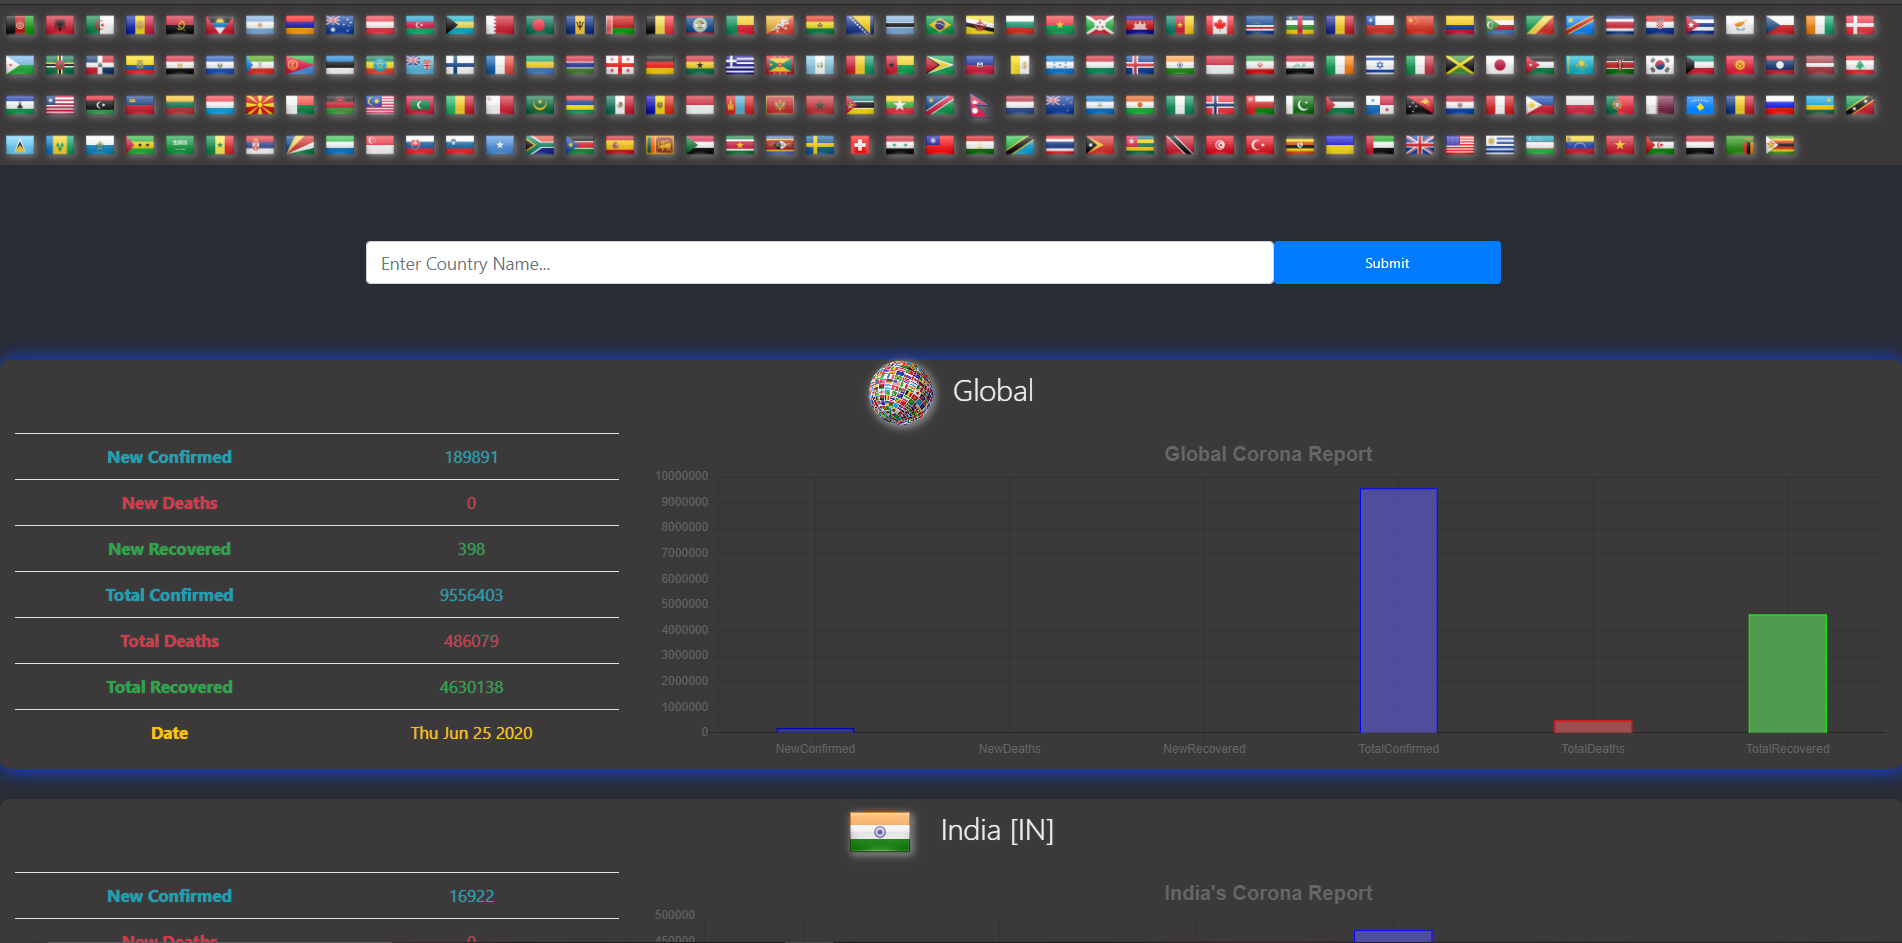 Enter Country Name...
Submit
Global
New Confirmed 189891
New Deaths 0
New Recovered 398
Total Confirmed 9556403
Total Deaths 486079
Total Recovered 4630138
Date Thu Jun 25 2020
Global Corona Report
10000000
9000000
8000000
7000000
6000000
5000000
4000000
3000000
2000000
1000000
0
NewConfirmed NewDeaths NewRecovered TotalConfirmed TotalDeaths TotalRecovered
India [IN]
New Confirmed 16922
New Deaths 0
India's Corona Report
500000
450000